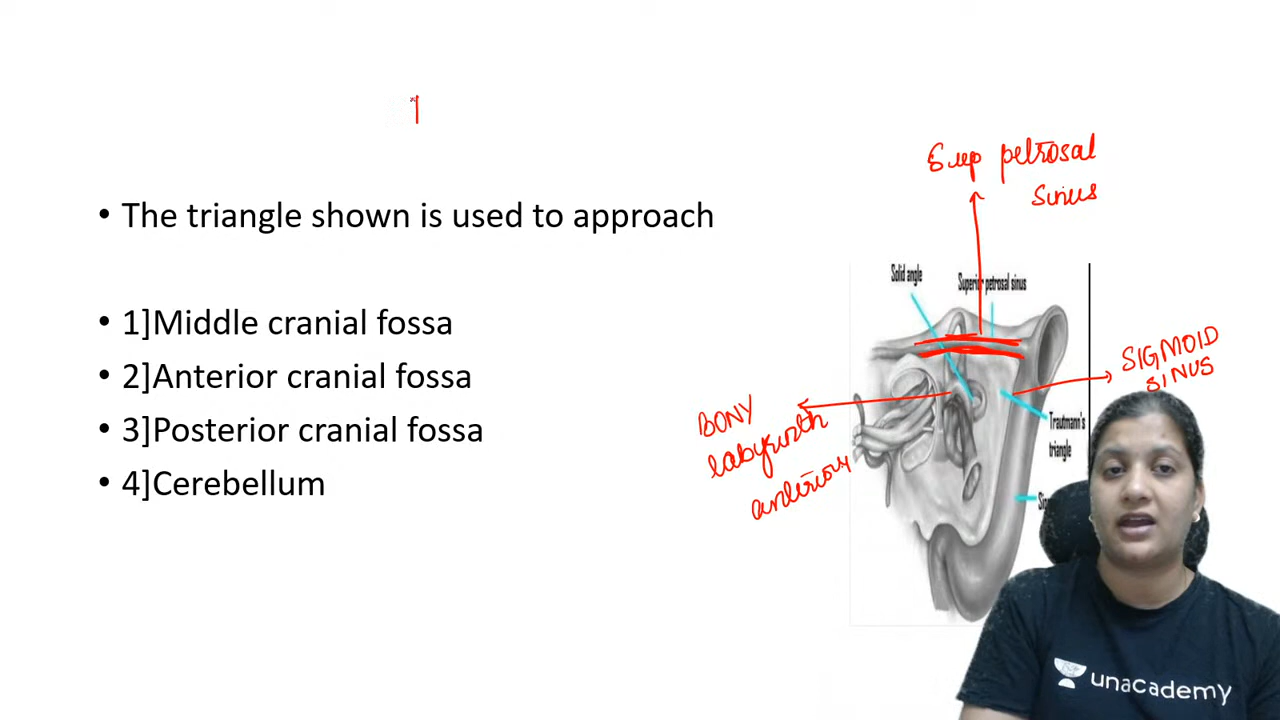 Sup petrosal
sinus
• The triangle shown is used to approach
Solid angle
Superior petrosal sinus
• 1]Middle cranial fossa
SIGMOID
SINUS
• 2]Anterior cranial fossa
BONY
labyrinth
anteriory
Trautmann's
triangle
• 3]Posterior cranial fossa
• 4]Cerebellum
unacademy